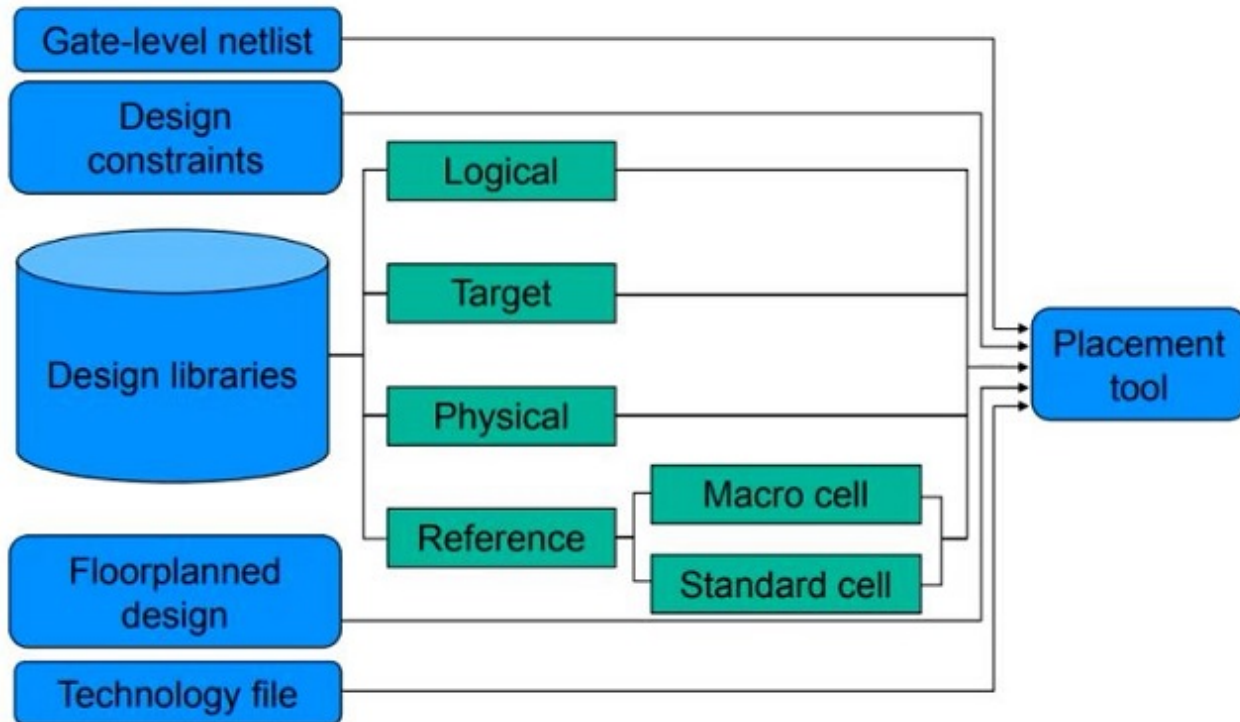 Gate-level netlist
Design
constraints
Logical
Target
Design libraries
Placement
tool
Physical
Macro cell
Reference
Standard cell
Floorplanned
design
Technology file